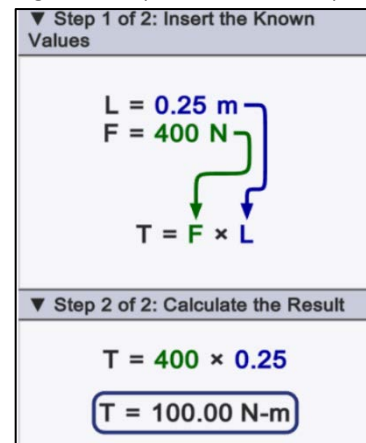 ▼ Step 1 of 2: Insert the Known
Values
L = 0.25 m
F = 400 N
T = F × L
▼ Step 2 of 2: Calculate the Result
T = 400 × 0.25
T = 100.00 N-m